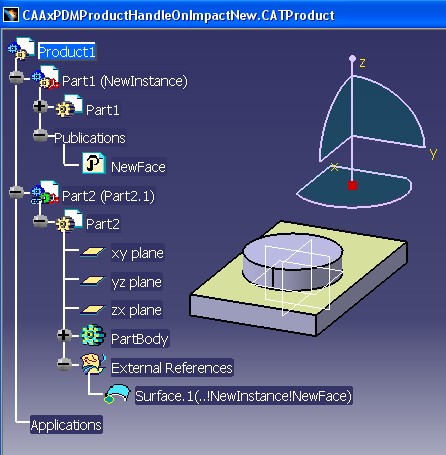 CAAxPDMProductHandleOnImpactNew.CATProduct
Product1
Part1 (NewInstance)
Part1
Publications
NewFace
Part2 (Part2.1)
Part2
xy plane
yz plane
zx plane
PartBody
External References
Surface.1(..!NewInstance!NewFace)
Applications
z
y
x